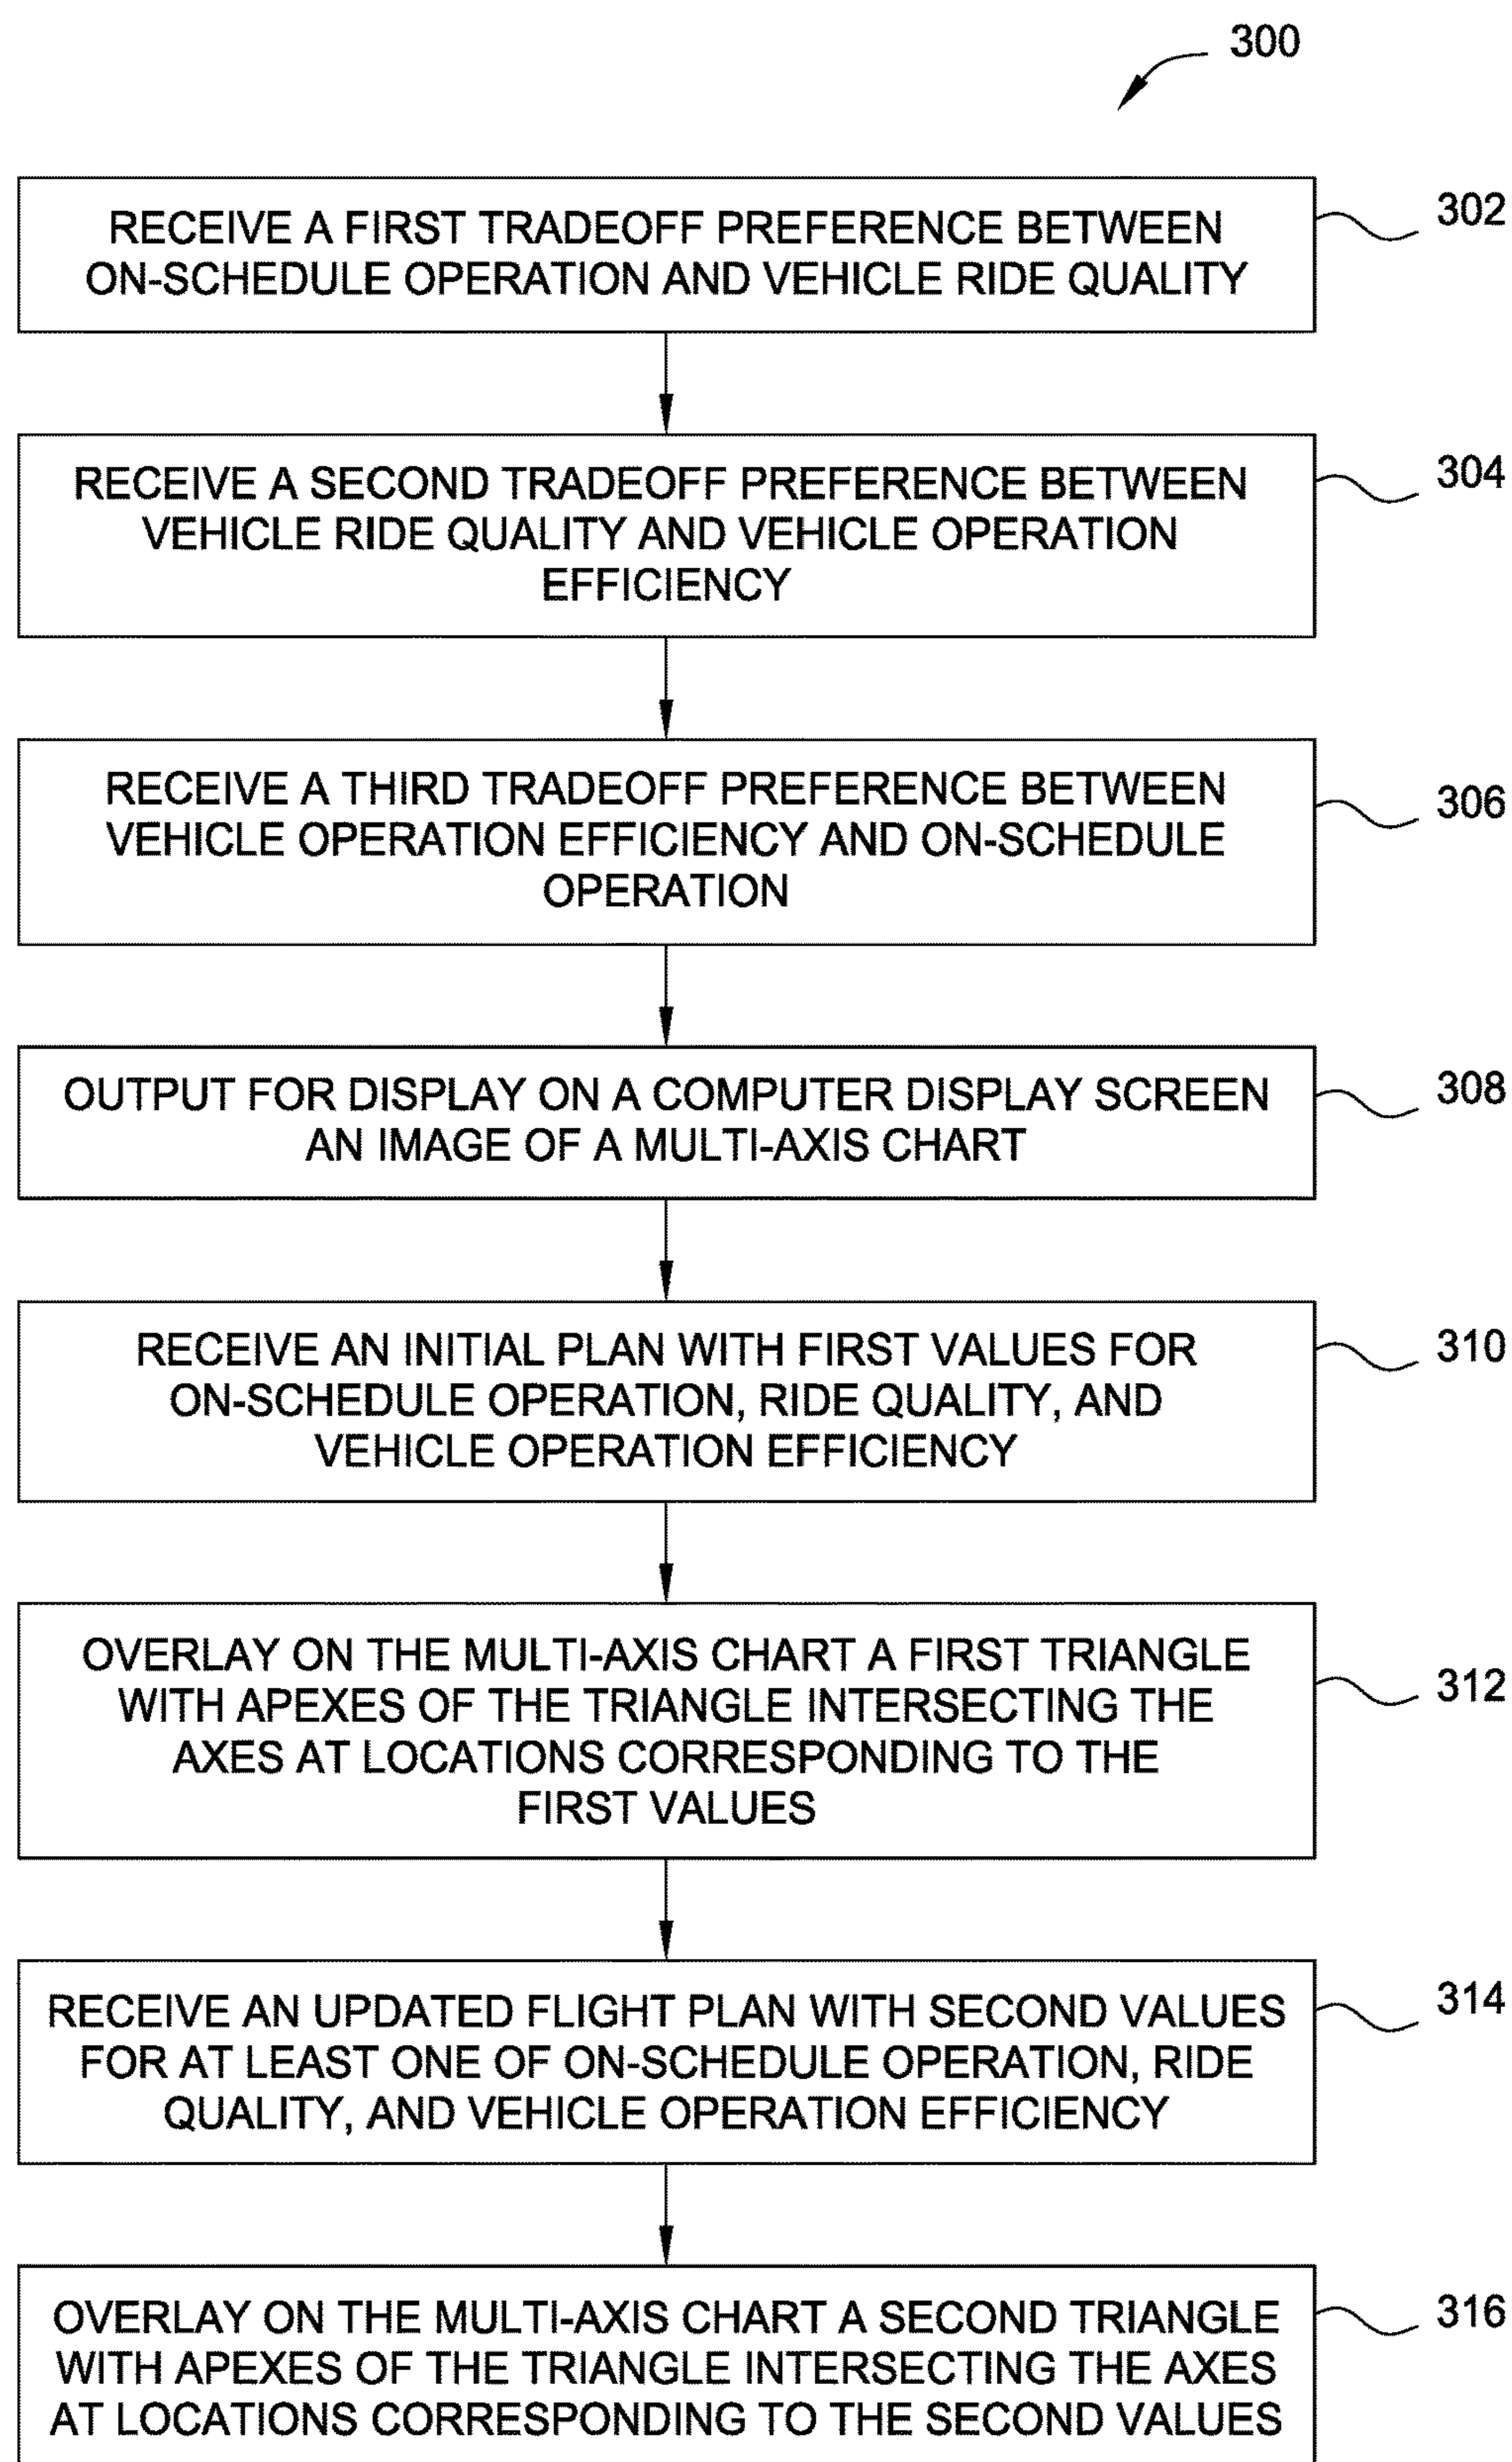 300
RECEIVE A FIRST TRADEOFF PREFERENCE BETWEEN
ON-SCHEDULE OPERATION AND VEHICLE RIDE QUALITY
302
RECEIVE A SECOND TRADEOFF PREFERENCE BETWEEN
VEHICLE RIDE QUALITY AND VEHICLE OPERATION
EFFICIENCY
304
RECEIVE A THIRD TRADEOFF PREFERENCE BETWEEN
VEHICLE OPERATION EFFICIENCY AND ON-SCHEDULE
OPERATION
306
OUTPUT FOR DISPLAY ON A COMPUTER DISPLAY SCREEN
AN IMAGE OF A MULTI-AXIS CHART
308
RECEIVE AN INITIAL PLAN WITH FIRST VALUES FOR
ON-SCHEDULE OPERATION, RIDE QUALITY, AND
VEHICLE OPERATION EFFICIENCY
310
OVERLAY ON THE MULTI-AXIS CHART A FIRST TRIANGLE
WITH APEXES OF THE TRIANGLE INTERSECTING THE
AXES AT LOCATIONS CORRESPONDING TO THE
FIRST VALUES
312
RECEIVE AN UPDATED FLIGHT PLAN WITH SECOND VALUES
FOR AT LEAST ONE OF ON-SCHEDULE OPERATION, RIDE
QUALITY, AND VEHICLE OPERATION EFFICIENCY
314
OVERLAY ON THE MULTI-AXIS CHART A SECOND TRIANGLE
WITH APEXES OF THE TRIANGLE INTERSECTING THE AXES
AT LOCATIONS CORRESPONDING TO THE SECOND VALUES
316